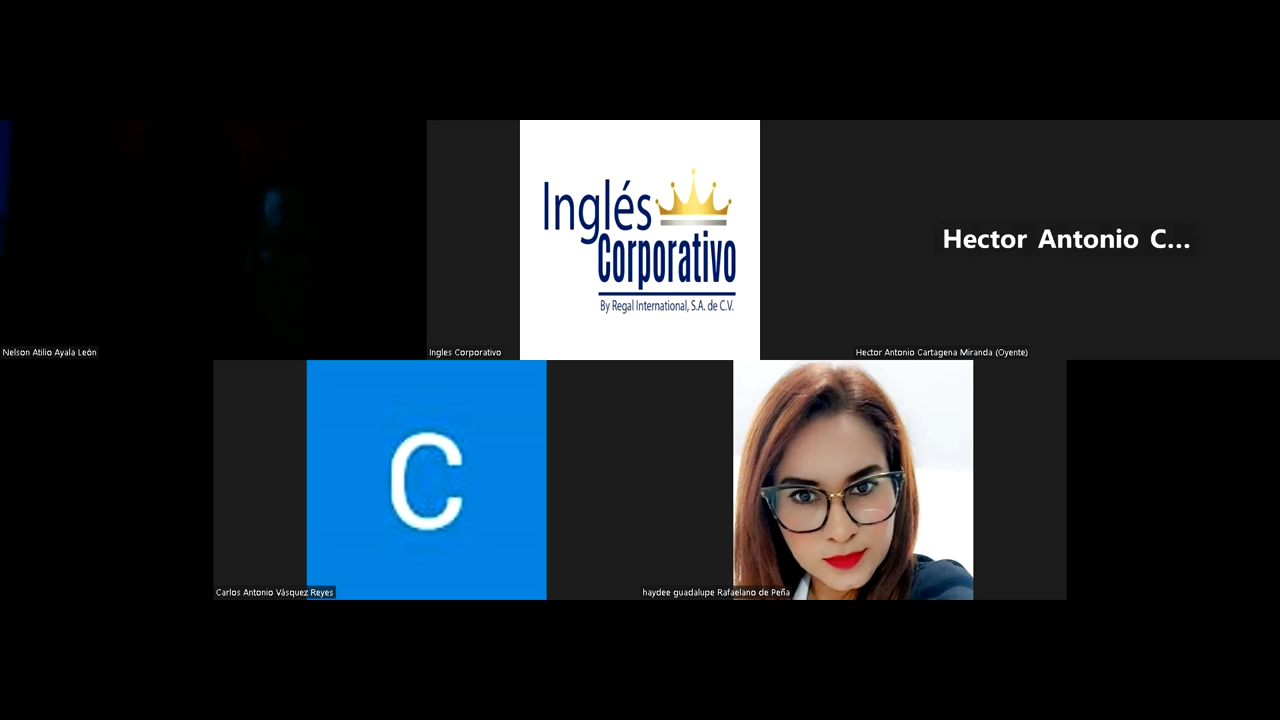 Inglés
Corporativo
By Regal International, S.A. de C.V.
Hector Antonio C...
Nelson Atilio Ayala León
Ingles Corporativo
Hector Antonio Cartagena Miranda (Oyente)
C
Carlos Antonio Vásquez Reyes
haydee guadalupe Rafaelano de Peña